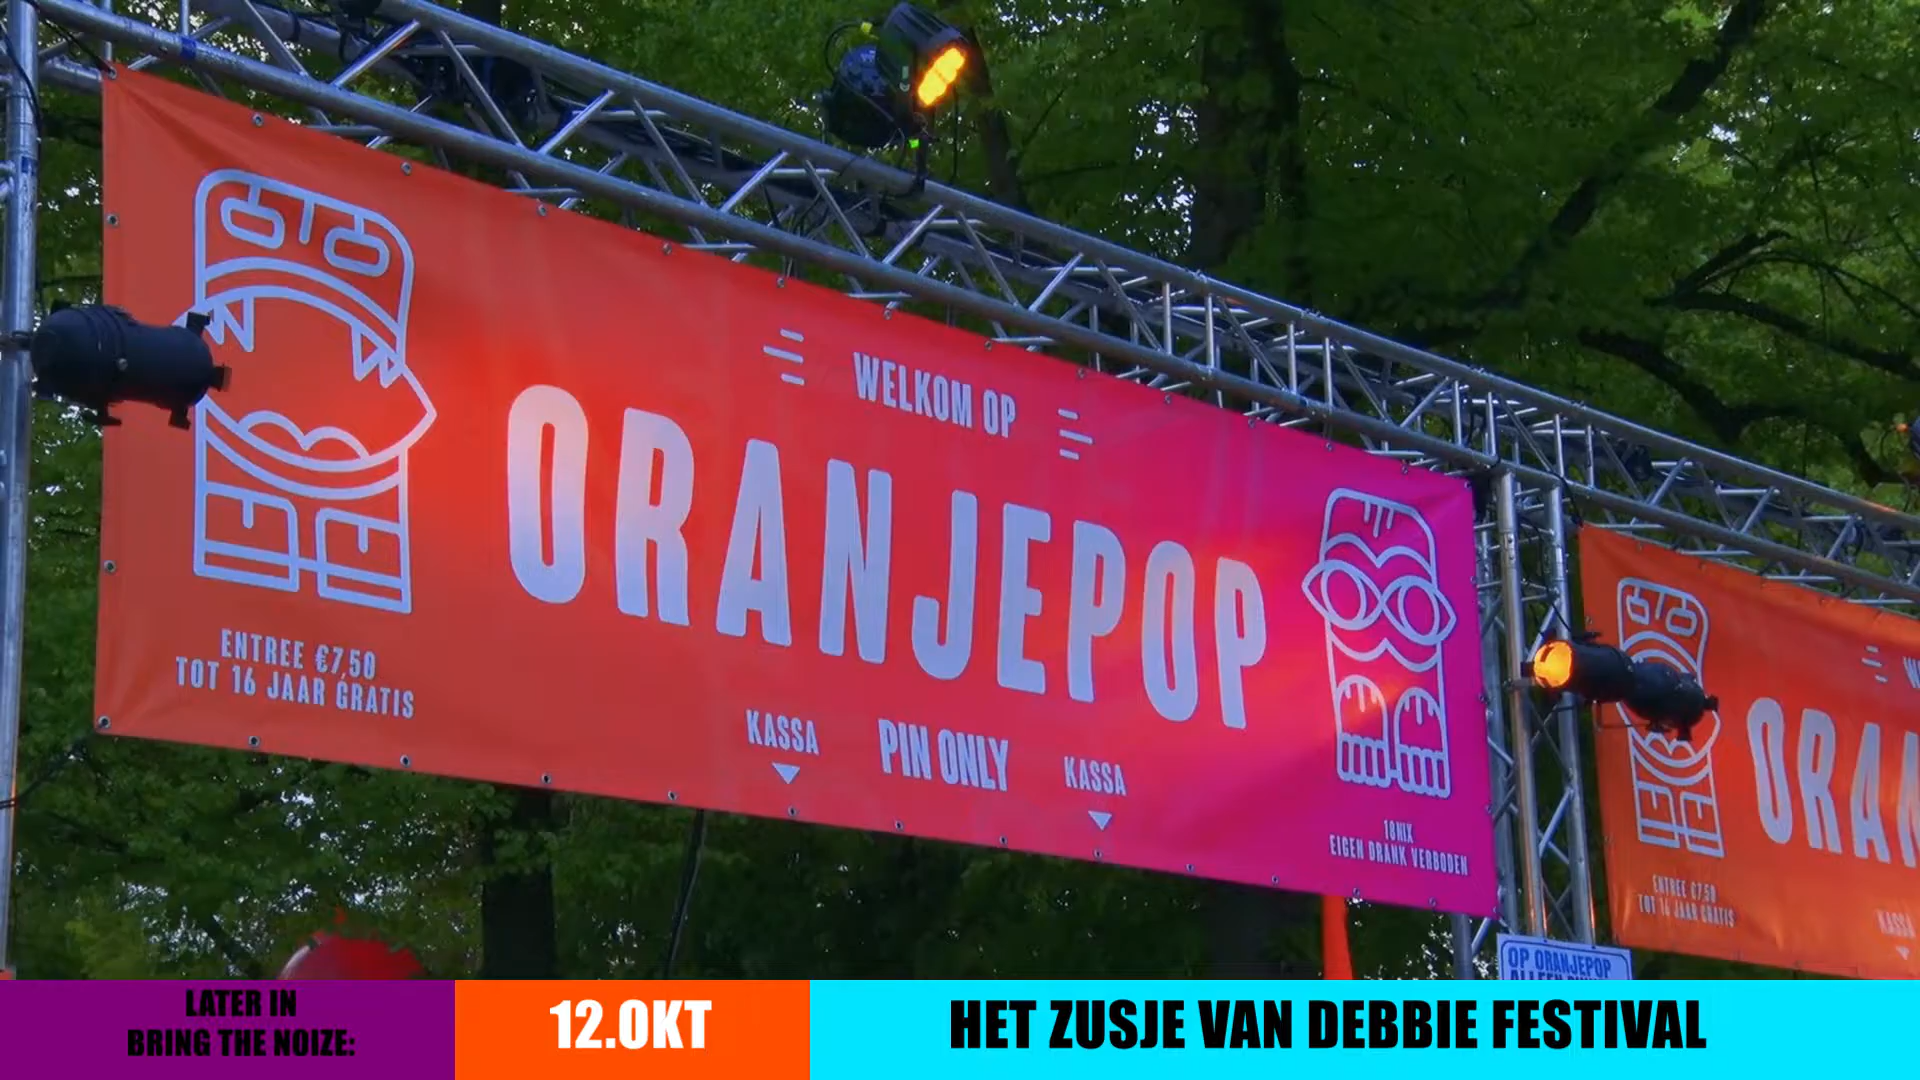 WELKOM OP
ORANJEPOP
ENTREE €7,50
TOT 16 JAAR GRATIS
KASSA
PIN ONLY
KASSA
18NIX
EIGEN DRANK VERBODEN
ORAN
ENTREE €7,50
TOT 16 JAAR GRATIS
KASSA
OP ORANJEPOP
LATER IN
BRING THE NOIZE:
12.OKT
HET ZUSJE VAN DEBBIE FESTIVAL